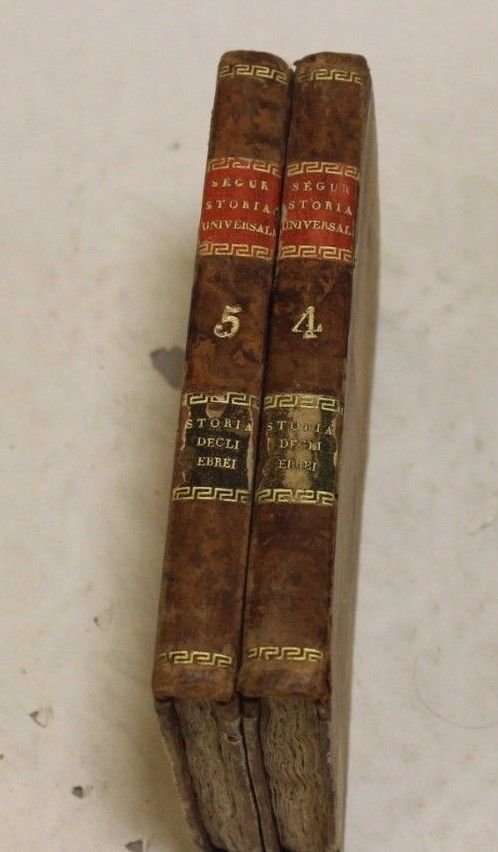 SEGUR
STORIA
UNIVERSALE
5
STORIA
DEGLI
EBREI
SEGUR
STORIA
UNIVERSALE
4
STORIA
DEGLI
EBREI